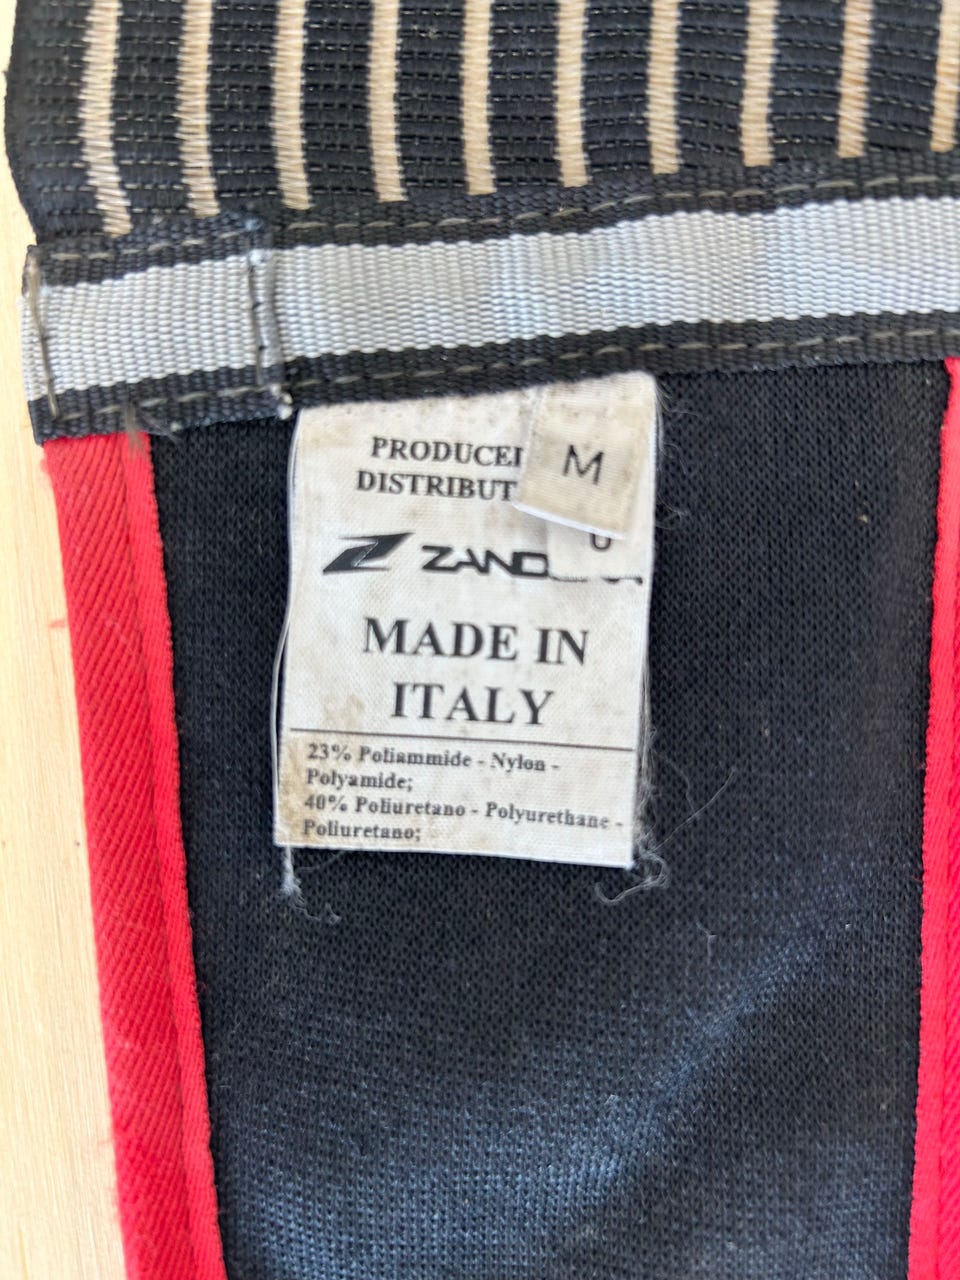 PRODUCE
DISTRIBUT
M
ZAND
MADE IN
ITALY
23% Poliammide - Nylon -
Polyamide;
40% Poliuretano - Polyurethane -
Poliuretano;